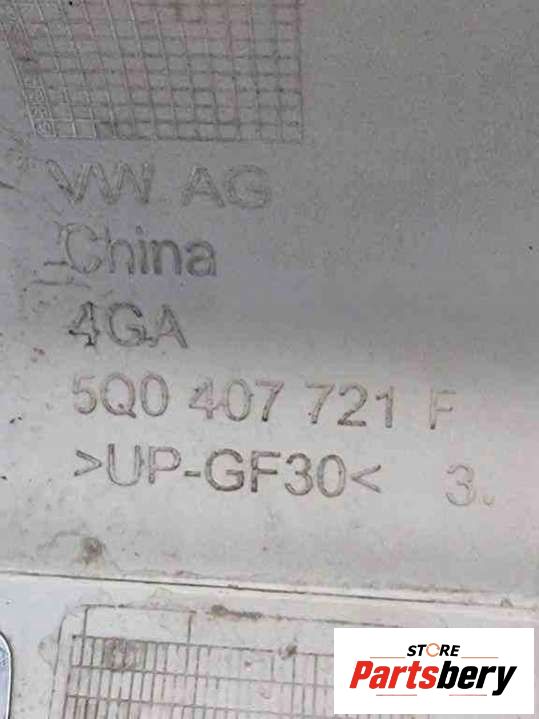 VW AG
China
4GA
5Q0 407 721 F
>UP-GF30< 3.
STORE
Partsbery